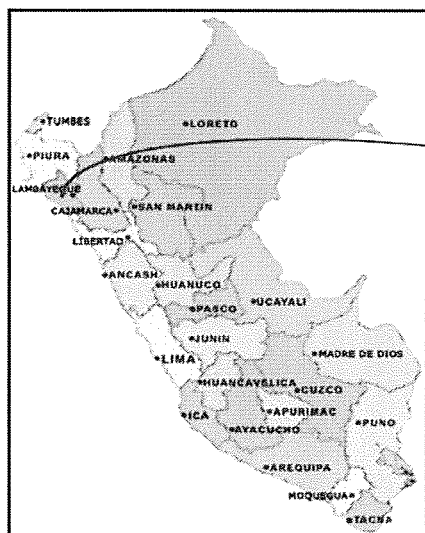 TUMBES
LORETO
PIURA
AMAZONAS
LAMBAYEQUE
CAJAMARCA
SAN MARTIN
LIBERTAD
ANCASH
HUANUCO
UCAYALI
PASCO
JUNIN
LIMA
MADRE DE DIOS
HUANCAVELICA
CUZCO
ICA
APURIMAC
PUNO
AYACUCHO
AREQUIPA
MOQUEGUA
TACNA